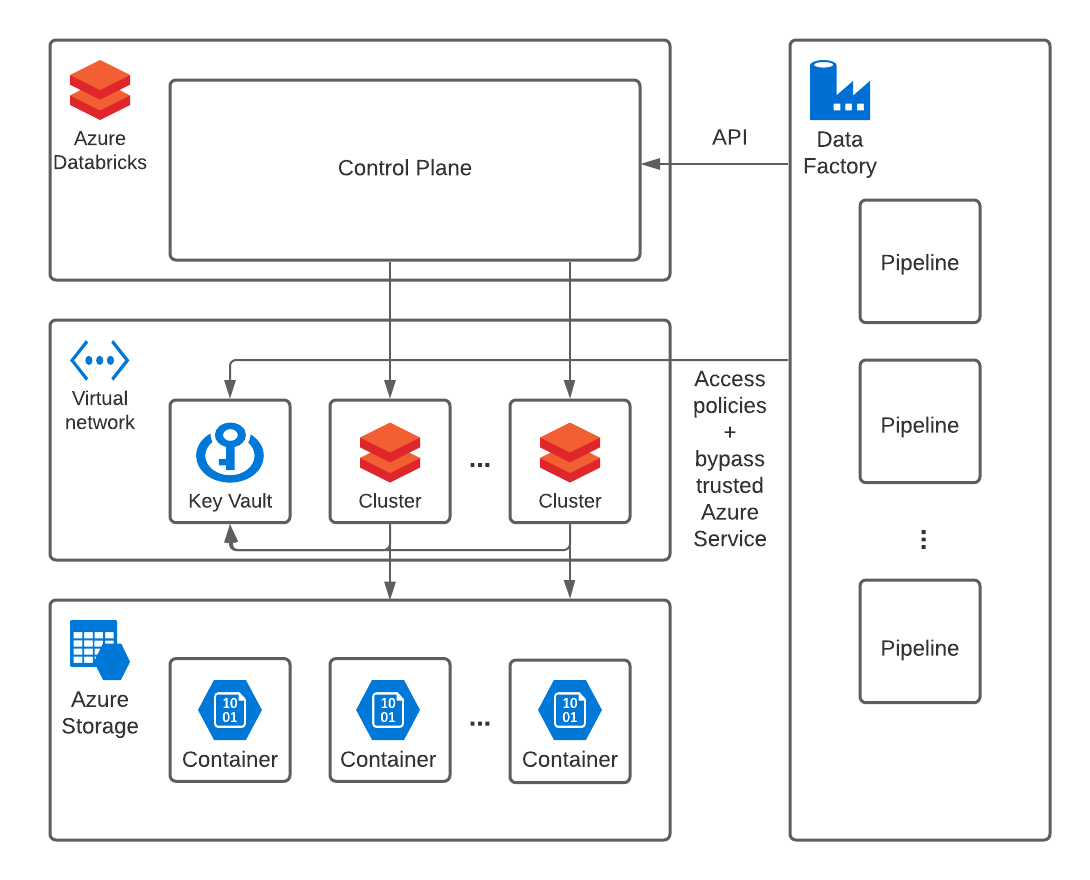 Azure
Databricks
Control Plane
API
Data
Factory
Pipeline
Virtual
network
Access
policies
+
bypass
trusted
Azure
Service
Pipeline
Key Vault
Cluster
...
Cluster
...
Azure
Storage
10
01
Container
10
01
Container
...
10
01
Container
Pipeline